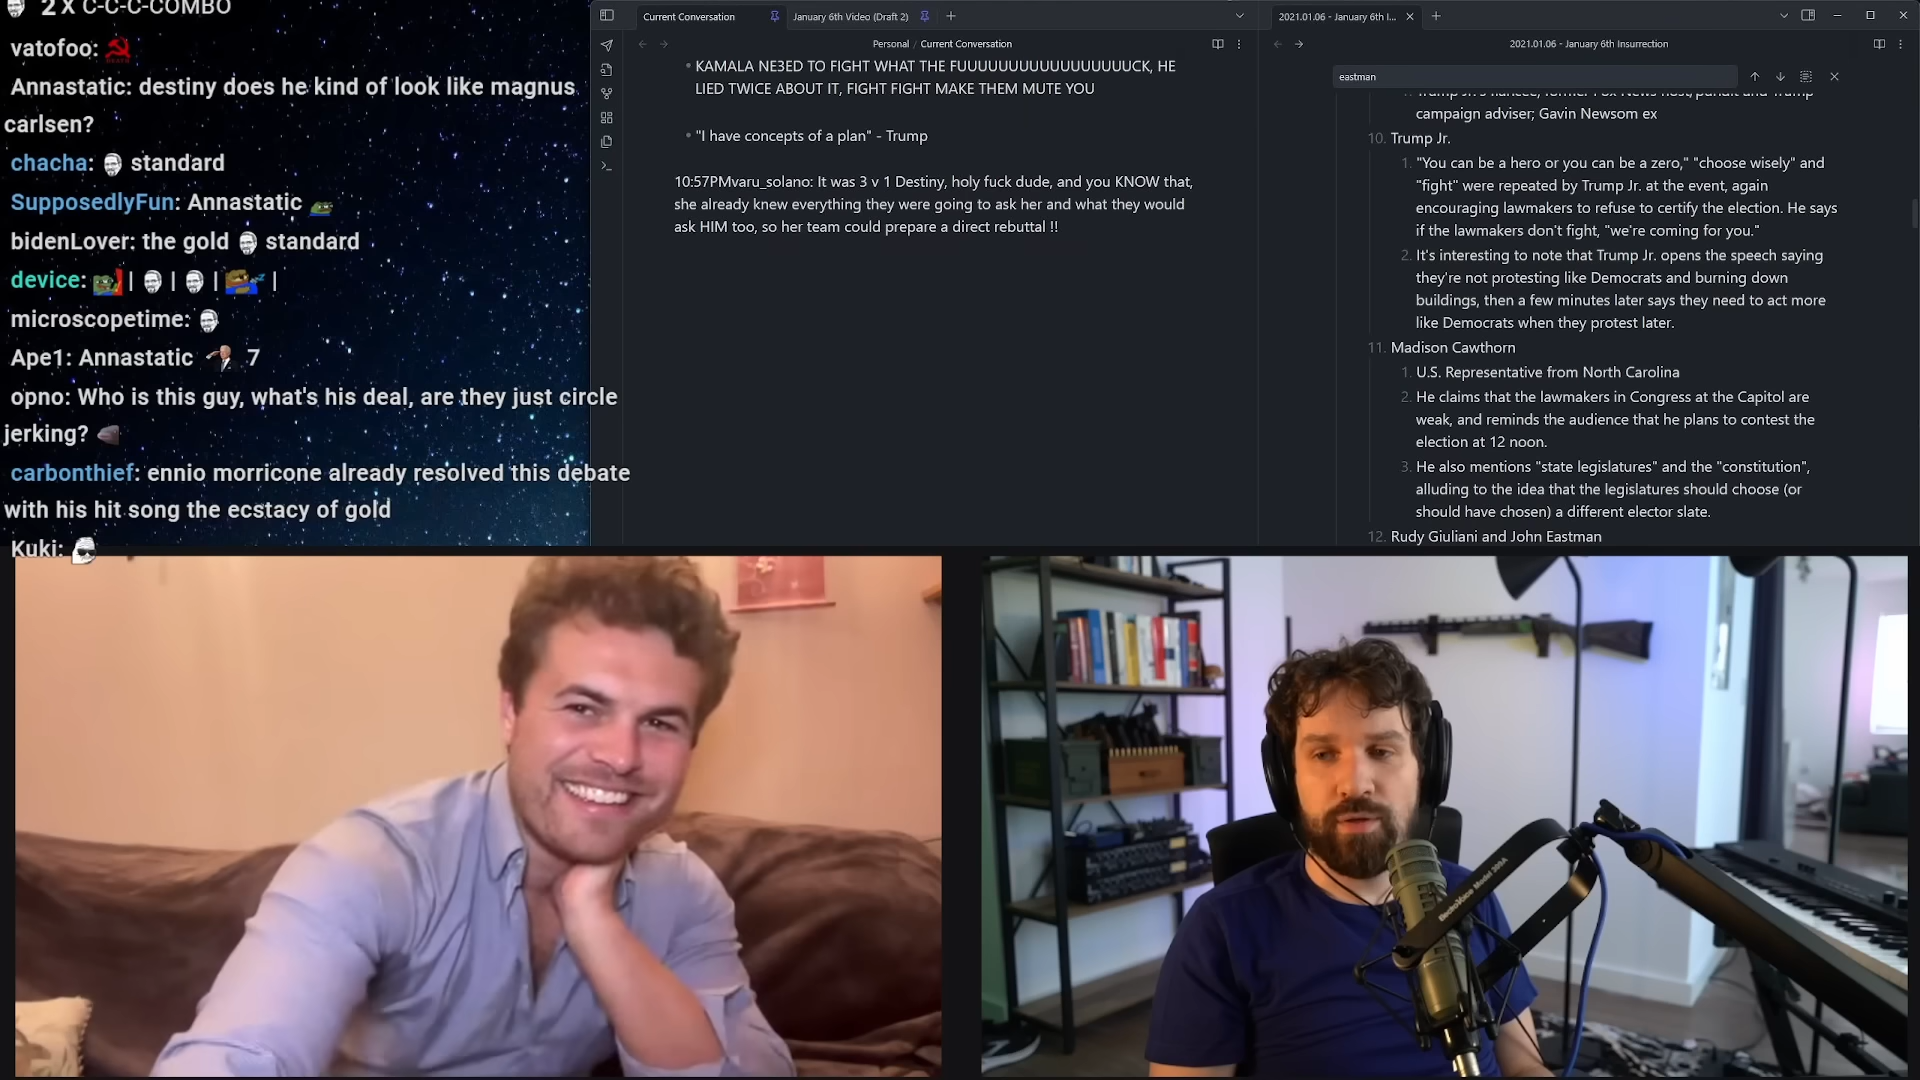 2 X C-C-C-COMBO
vatofoo:
Annastatic: destiny does he kind of look like magnus
carlsen?
chacha: standard
SupposedlyFun: Annastatic
bidenLover: the gold standard
device: | | | |
microscopetime:
Ape1: Annastatic 7
opno: Who is this guy, what's his deal, are they just circle
jerking?
carbonthief: ennio morricone already resolved this debate
with his hit song the ecstacy of gold
Kuki:
Current Conversation
January 6th Video (Draft 2)
Personal / Current Conversation
• KAMALA NE3ED TO FIGHT WHAT THE FUUUUUUUUUUUUUUUUUCK, HE
LIED TWICE ABOUT IT, FIGHT FIGHT MAKE THEM MUTE YOU
• "I have concepts of a plan" - Trump
10:57PMvaru_solano: It was 3 v 1 Destiny, holy fuck dude, and you KNOW that,
she already knew everything they were going to ask her and what they would
ask HIM too, so her team could prepare a direct rebuttal !!
2021.01.06 - January 6th I...
2021.01.06 - January 6th Insurrection
eastman
Trump Jr.'s fiancée, former Fox News host, pundit and Trump
campaign adviser; Gavin Newsom ex
10. Trump Jr.
1. "You can be a hero or you can be a zero," "choose wisely" and
"fight" were repeated by Trump Jr. at the event, again
encouraging lawmakers to refuse to certify the election. He says
if the lawmakers don't fight, "we're coming for you."
2. It's interesting to note that Trump Jr. opens the speech saying
they're not protesting like Democrats and burning down
buildings, then a few minutes later says they need to act more
like Democrats when they protest later.
11. Madison Cawthorn
1. U.S. Representative from North Carolina
2. He claims that the lawmakers in Congress at the Capitol are
weak, and reminds the audience that he plans to contest the
election at 12 noon.
3. He also mentions "state legislatures" and the "constitution",
alluding to the idea that the legislatures should choose (or
should have chosen) a different elector slate.
12. Rudy Giuliani and John Eastman
ElectroVoice Model 309A